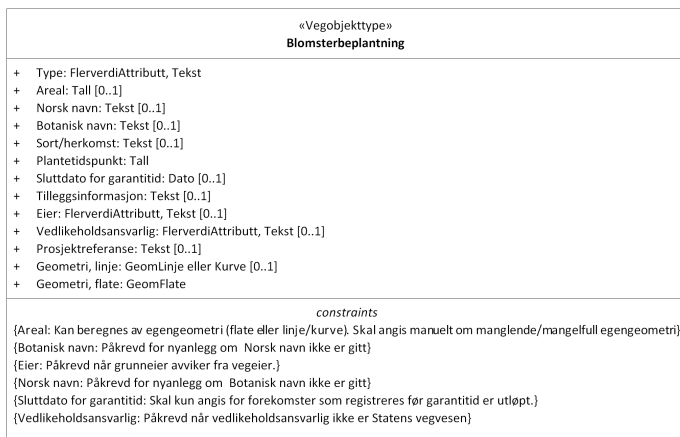 «Vegobjekttype»
Blomsterbeplantning
+ Type: FlerverdiAttributt, Tekst
+ Areal: Tall [0..1]
+ Norsk navn: Tekst [0..1]
+ Botanisk navn: Tekst [0..1]
+ Sort/herkomst: Tekst [0..1]
+ Plantetidspunkt: Tall
+ Sluttdato for garantitid: Dato [0..1]
+ Tilleggsinformasjon: Tekst [0..1]
+ Eier: FlerverdiAttributt, Tekst [0..1]
+ Vedlikeholdsansvarlig: FlerverdiAttributt, Tekst [0..1]
+ Prosjektreferanse: Tekst [0..1]
+ Geometri, linje: GeomLinje eller Kurve [0..1]
+ Geometri, flate: GeomFlate
constraints
{Areal: Kan beregnes av egengeometri (flate eller linje/kurve). Skal angis manuelt om manglende/mangelfull egengeometri}
{Botanisk navn: Påkrevd for nyanlegg om  Norsk navn ikke er gitt}
{Eier: Påkrevd når grunneier avviker fra vegeier.}
{Norsk navn: Påkrevd for nyanlegg om  Botanisk navn ikke er gitt}
{Sluttdato for garantitid: Skal kun angis for forekomster som registreres før garantitid er utløpt.}
{Vedlikeholdsansvarlig: Påkrevd når vedlikeholdsansvarlig ikke er Statens vegvesen}